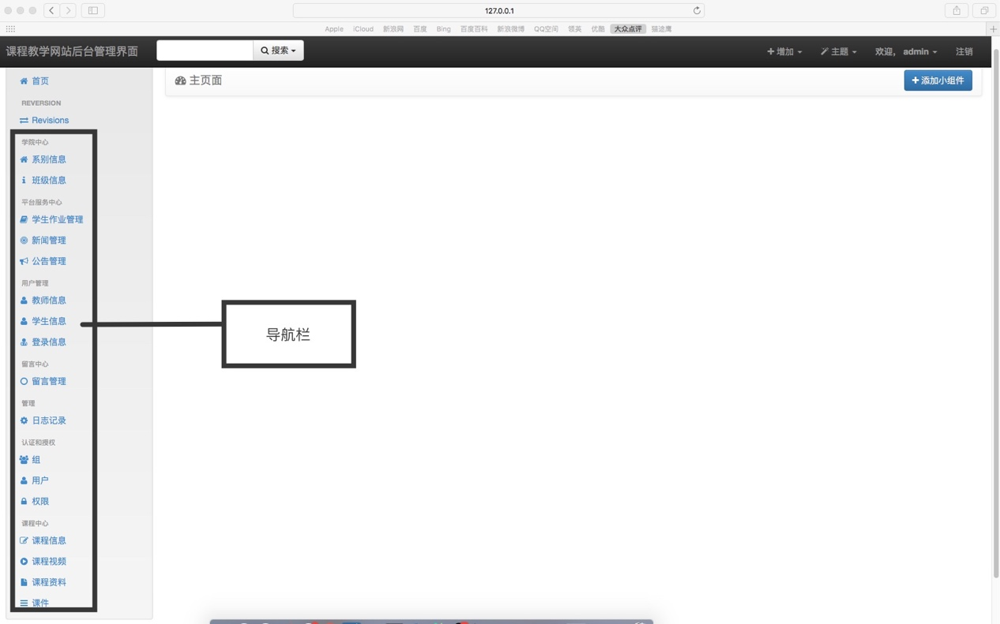 127.0.0.1
Apple iCloud 新浪网 百度 Bing 百度百科 新浪微博 QQ空间 领英 优酷 大众点评 猫途鹰
课程教学网站后台管理界面 搜索 增加 主题 欢迎, admin 注销
首页
主页面
添加小组件
REVERSION
Revisions
学院中心
系别信息
班级信息
平台服务中心
学生作业管理
新闻管理
公告管理
用户管理
教师信息
学生信息
登录信息
导航栏
留言中心
留言管理
管理
日志记录
认证和授权
组
用户
权限
课程中心
课程信息
课程视频
课程资料
课件